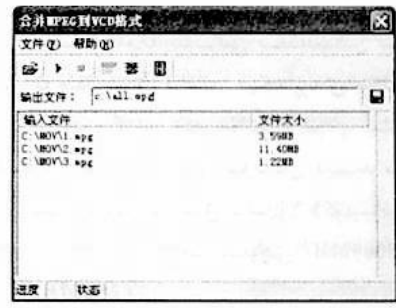 合并MPEG到VCD格式
文件(F) 帮助(H)
输出文件： c:\all.mpg
输入文件 文件大小
C:\MOV\1.mpg 3.59MB
C:\MOV\2.mpg 11.40MB
C:\MOV\3.mpg 1.22MB
进度 状态